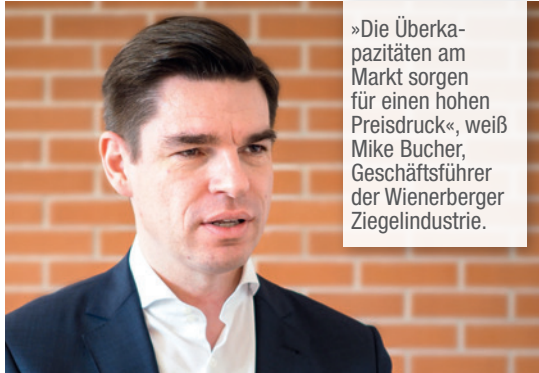 »Die Überka-
pazitäten am
Markt sorgen
für einen hohen
Preisdruck«, weiß
Mike Bucher,
Geschäftsführer
der Wienerberger
Ziegelindustrie.